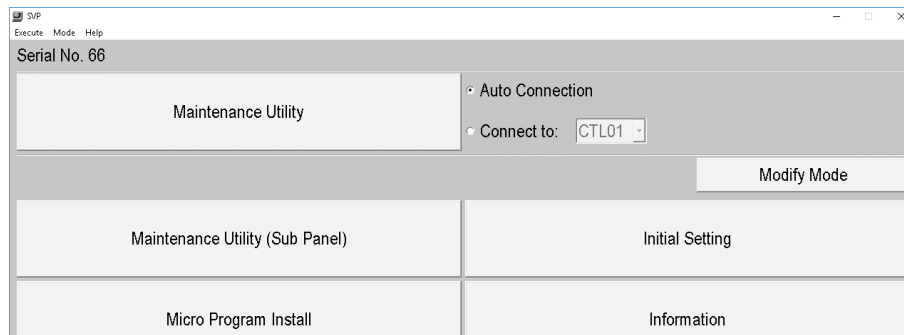 SVP
Execute Mode Help
Serial No. 66
Maintenance Utility
Auto Connection
Connect to: CTL01
Modify Mode
Maintenance Utility (Sub Panel)
Initial Setting
Micro Program Install
Information